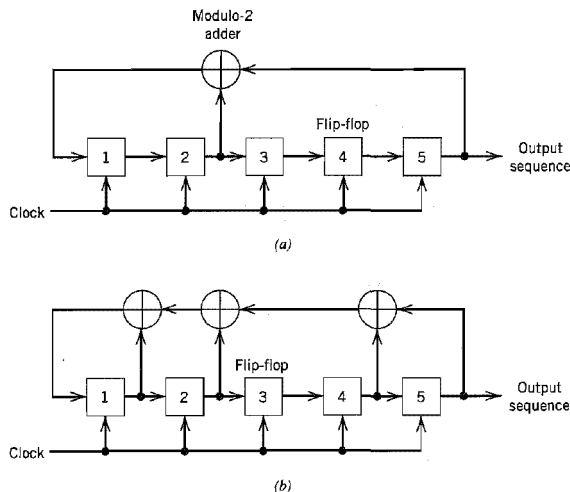 Modulo-2
adder
Flip-flop
1 2 3 4 5
Output
sequence
Clock
(a)
Flip-flop
1 2 3 4 5
Output
sequence
Clock
(b)